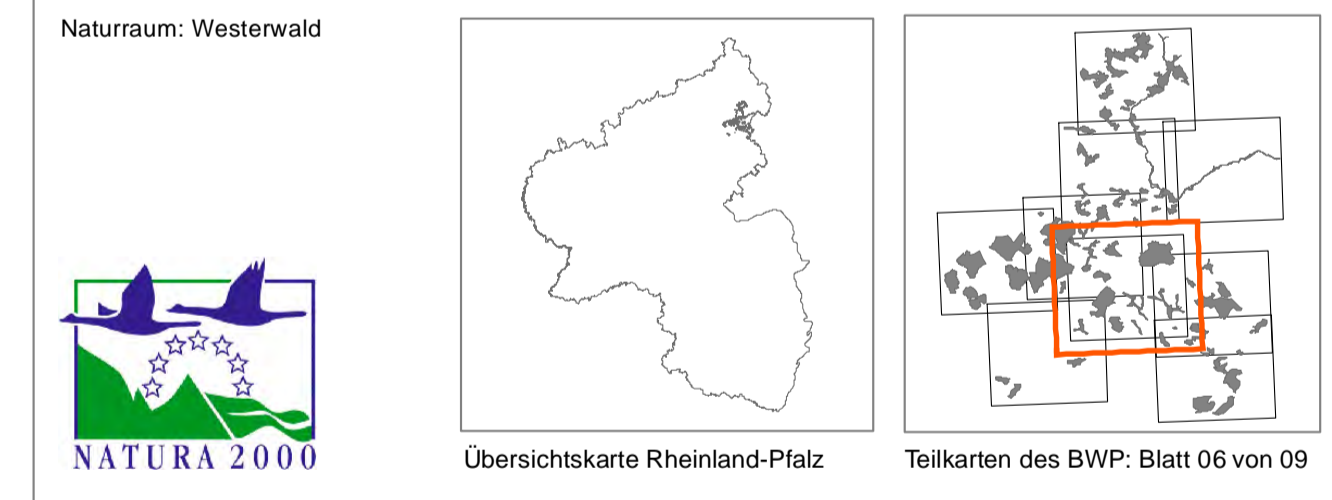 Naturraum: Westerwald
NATURA 2000
Übersichtskarte Rheinland-Pfalz
Teilkarten des BWP: Blatt 06 von 09